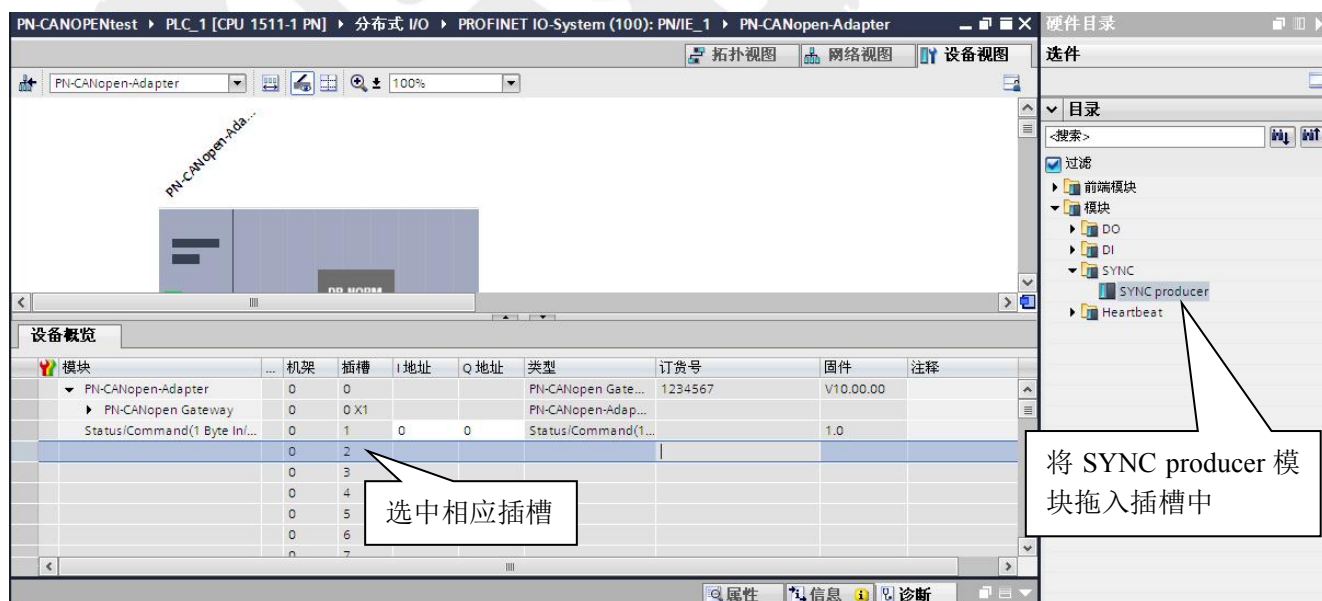 PN-CANOPENtest ▸ PLC_1 [CPU 1511-1 PN] ▸ 分布式 I/O ▸ PROFINET IO-System (100): PN/IE_1 ▸ PN-CANopen-Adapter
硬件目录
拓扑视图 网络视图 设备视图
选件
PN-CANopen-Adapter 100%
目录
<搜索>
过滤
前端模块
模块
DO
DI
SYNC
SYNC producer
Heartbeat
PN-CANopen-Ada...
DP-NORM
设备概览
模块 ... 机架 插槽 I 地址 Q 地址 类型 订货号 固件 注释
PN-CANopen-Adapter 0 0 PN-CANopen Gate... 1234567 V10.00.00
PN-CANopen Gateway 0 0 X1 PN-CANopen-Adap...
Status/Command(1 Byte In/... 0 1 0 0 Status/Command(1... 1.0
0 2
0 3
0 4
0 5
0 6
0 7
选中相应插槽
将 SYNC producer 模
块拖入插槽中
属性 信息 诊断